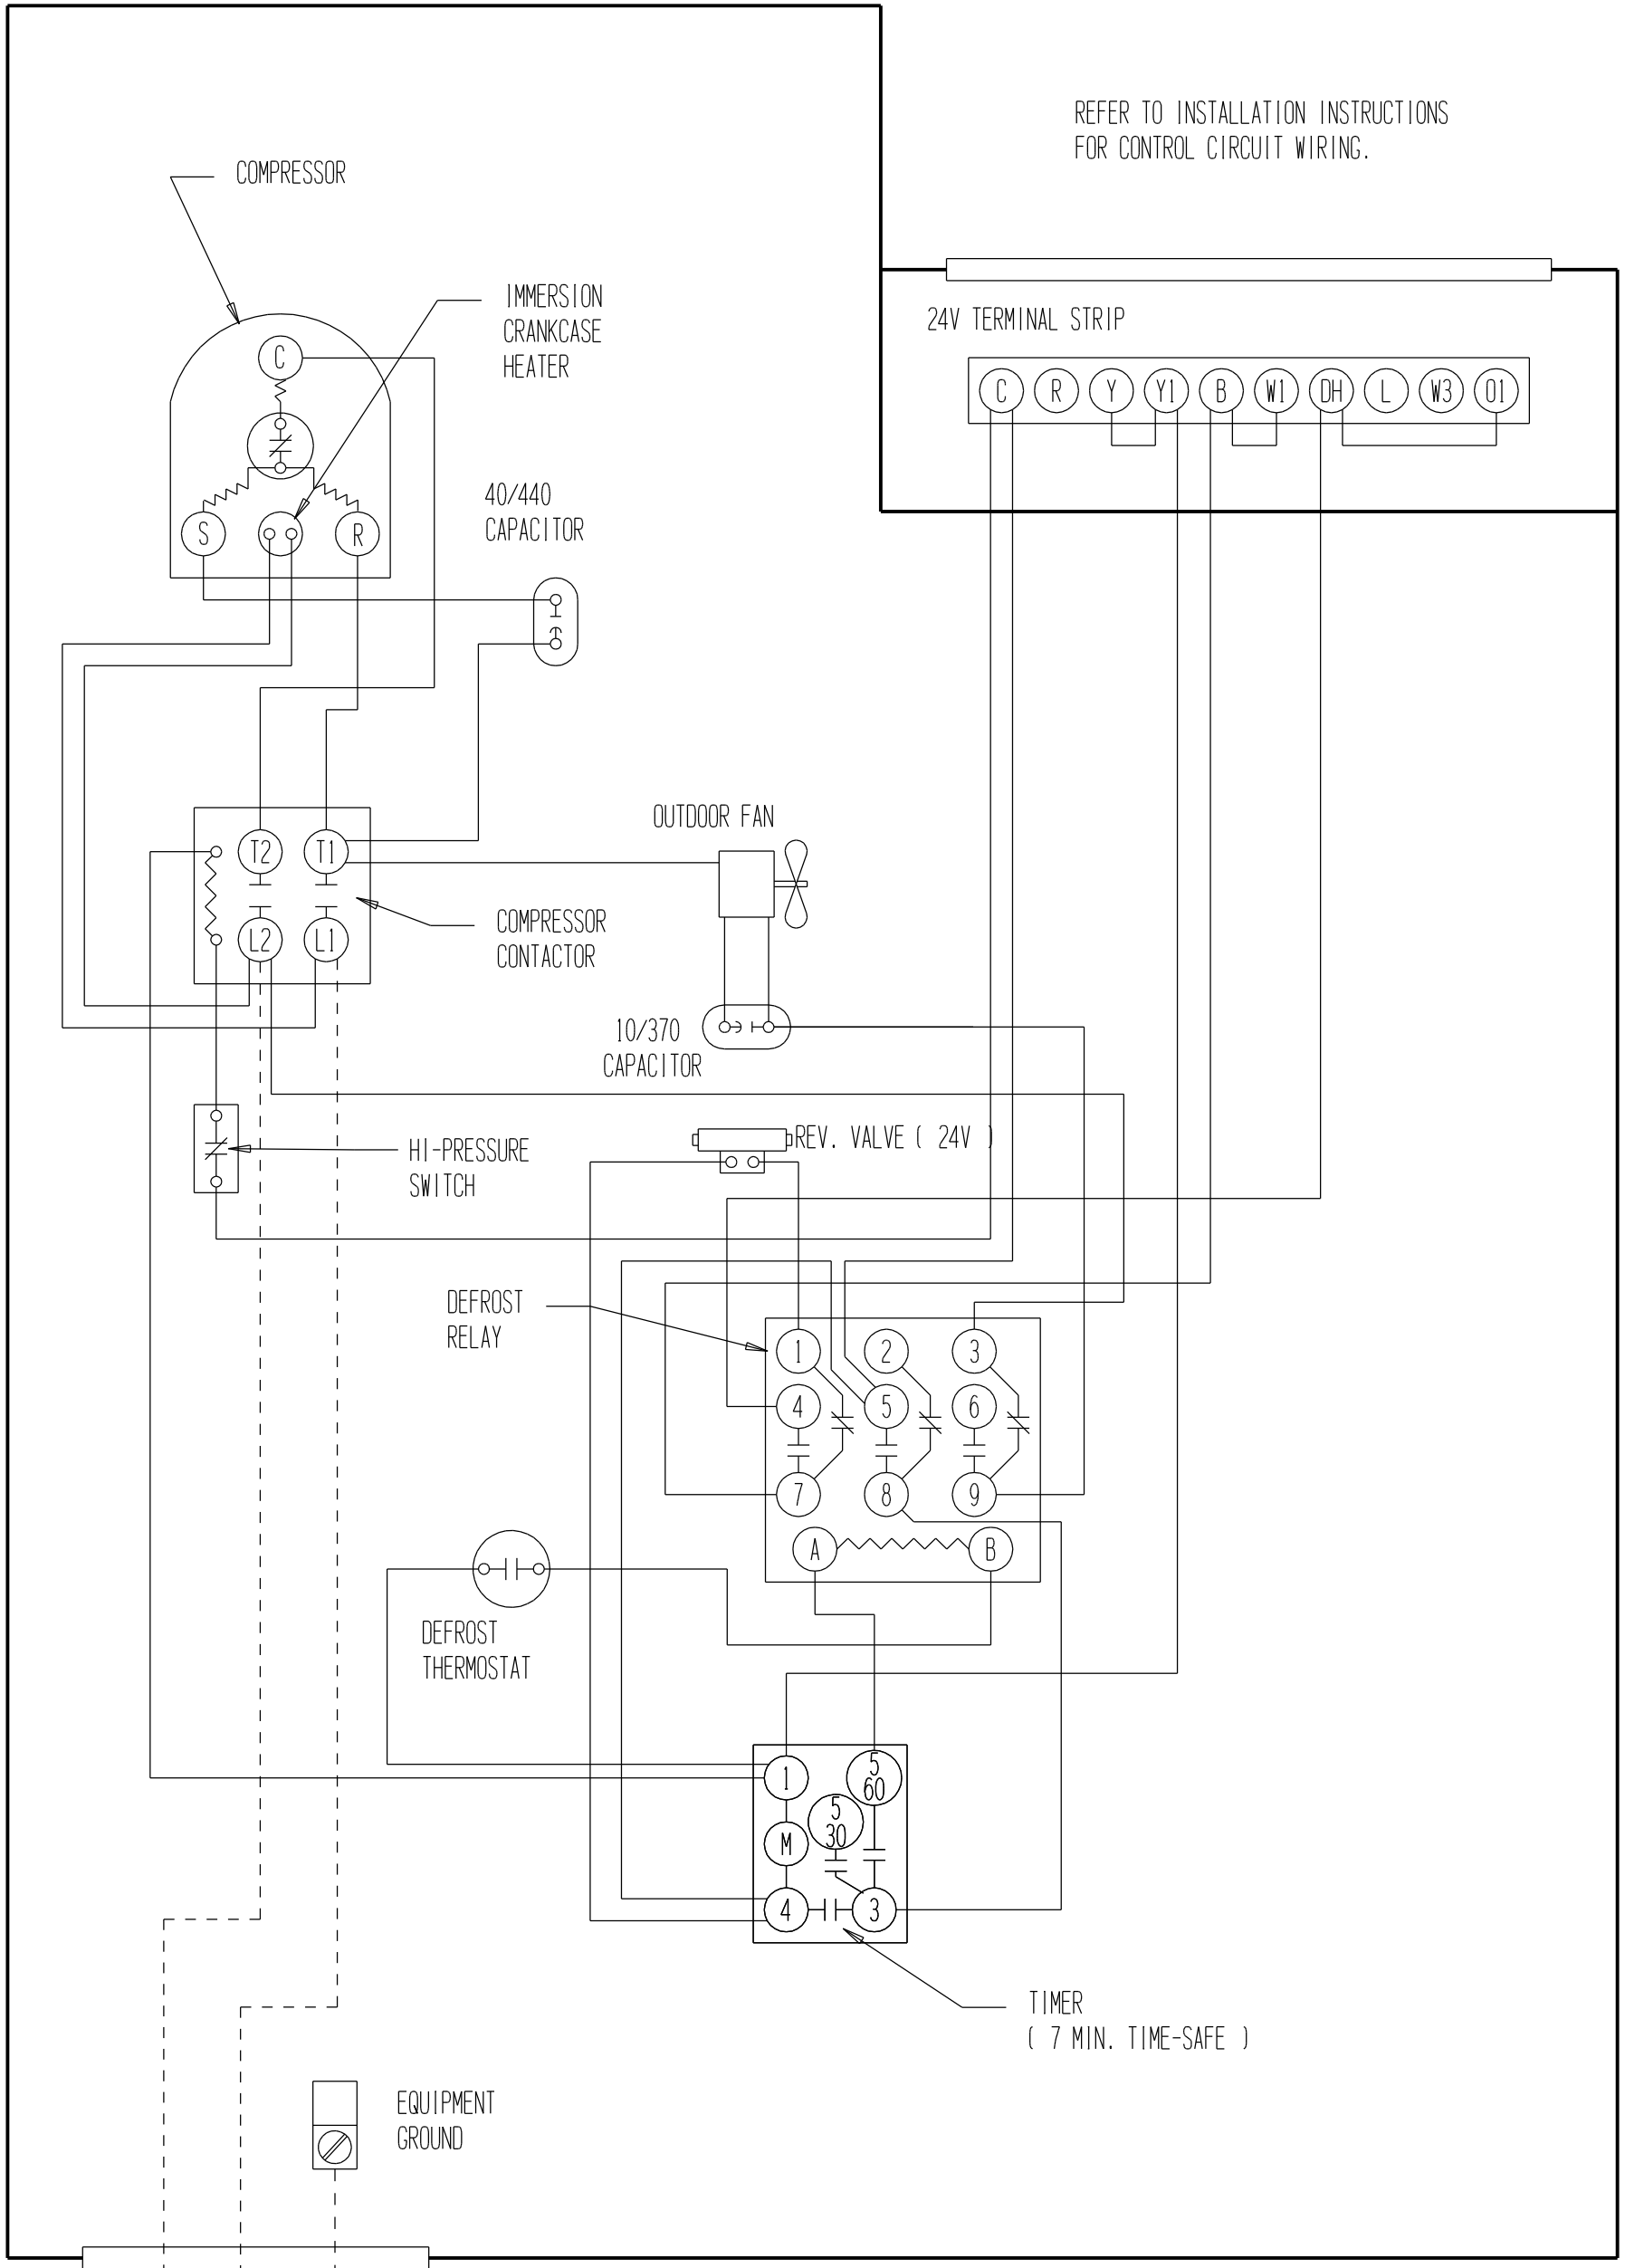 REFER TO INSTALLATION INSTRUCTIONS
FOR CONTROL CIRCUIT WIRING.
COMPRESSOR
IMMERSION
CRANKCASE
HEATER
24V TERMINAL STRIP
C
C R Y Y1 B W1 DH L W3 O1
40/440
CAPACITOR
S R
OUTDOOR FAN
T2 T1
COMPRESSOR
CONTACTOR
L2 L1
10/370
CAPACITOR
REV. VALVE ( 24V )
HI-PRESSURE
SWITCH
DEFROST
RELAY
1 2 3
4 5 6
7 8 9
A B
DEFROST
THERMOSTAT
1
5
60
5
30
M
4 3
TIMER
( 7 MIN. TIME-SAFE )
EQUIPMENT
GROUND